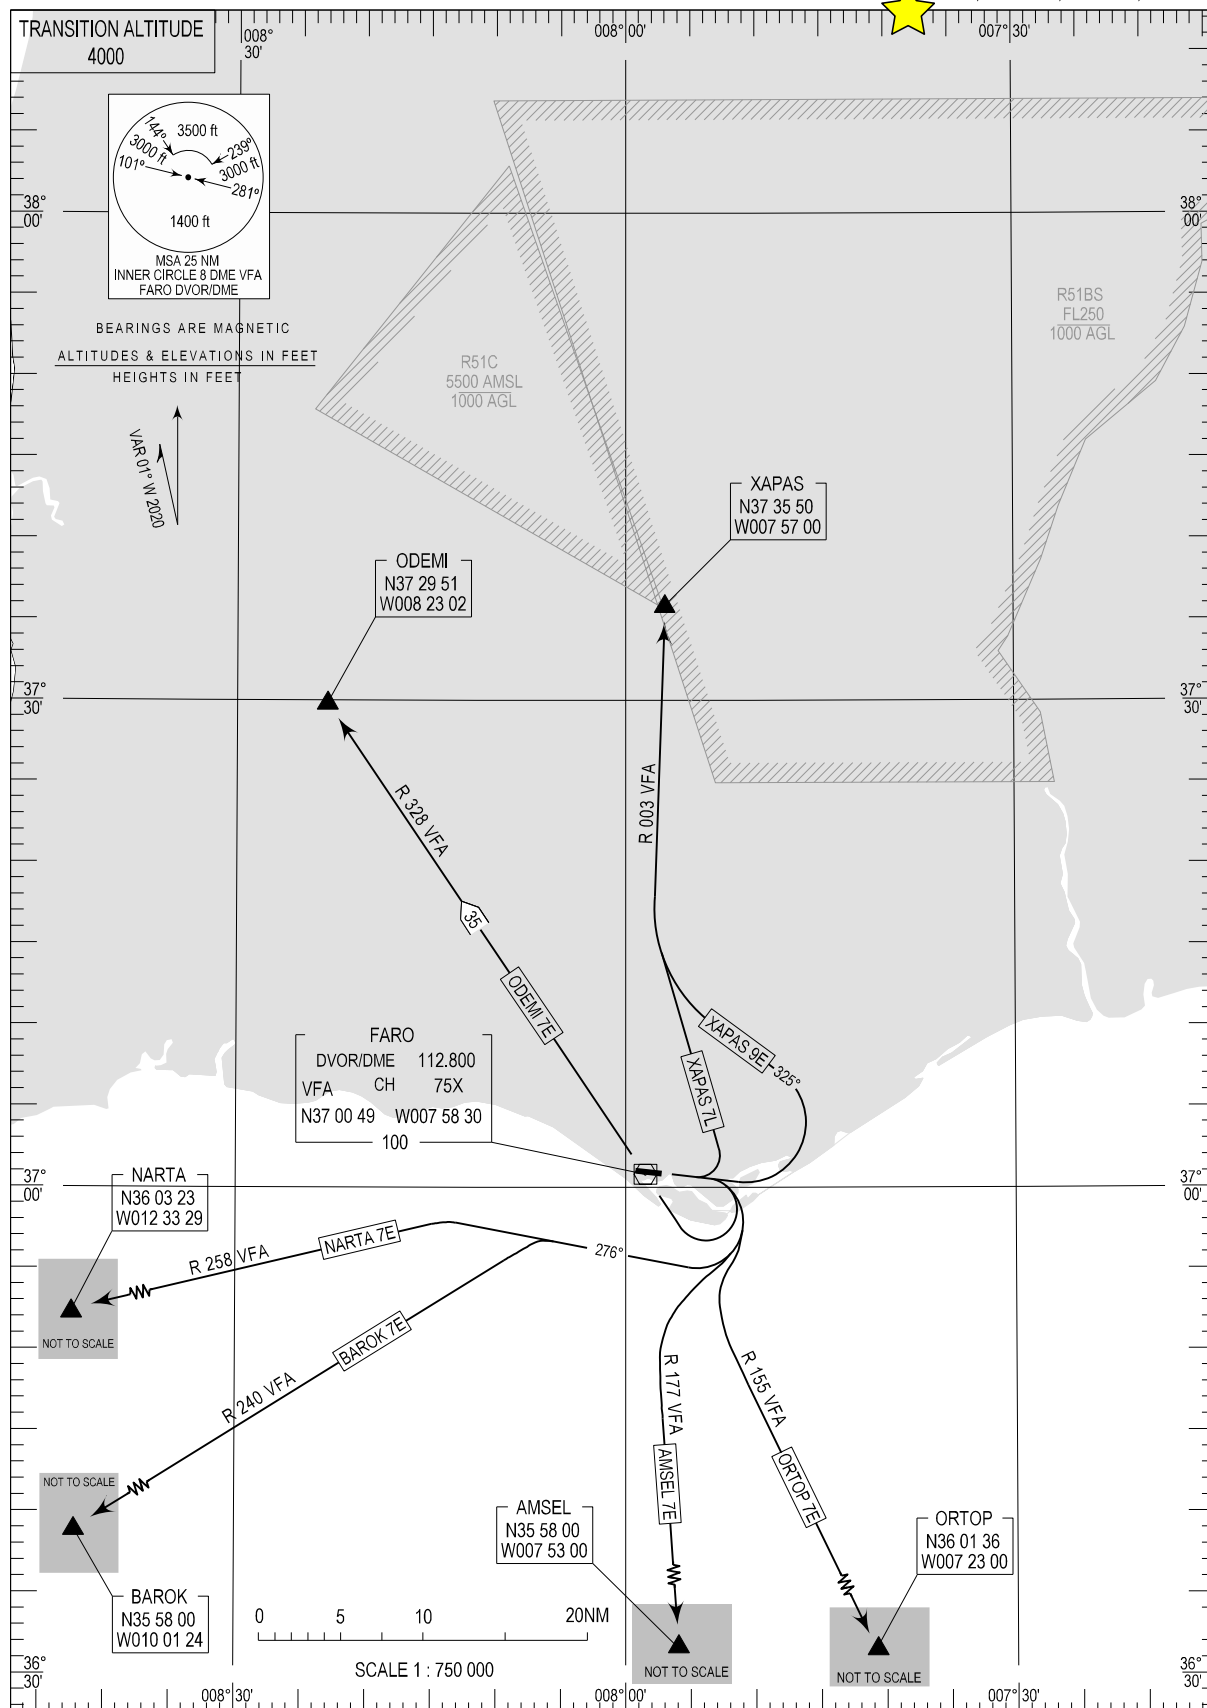 TRANSITION ALTITUDE
4000
008°
30'
008° 00'
007° 30'
144°
3500 ft
239°
3000 ft
3000 ft
101°
281°
1400 ft
MSA 25 NM
INNER CIRCLE 8 DME VFA
FARO DVOR/DME
38°
00'
38°
00'
BEARINGS ARE MAGNETIC
ALTITUDES & ELEVATIONS IN FEET
HEIGHTS IN FEET
VAR 01° W 2020
R51BS
FL250
1000 AGL
R51C
5500 AMSL
1000 AGL
XAPAS
N37 35 50
W007 57 00
ODEMI
N37 29 51
W008 23 02
37°
30'
37°
30'
R 328 VFA
R 003 VFA
35
ODEMI 7E
XAPAS 9E
325°
XAPAS 7L
FARO
DVOR/DME 112.800
VFA CH 75X
N37 00 49 W007 58 30
100
37°
00'
37°
00'
NARTA
N36 03 23
W012 33 29
NARTA 7E
R 258 VFA
276°
NOT TO SCALE
BAROK 7E
R 240 VFA
R 177 VFA
R 155 VFA
AMSEL 7E
ORTOP 7E
NOT TO SCALE
AMSEL
N35 58 00
W007 53 00
ORTOP
N36 01 36
W007 23 00
BAROK
N35 58 00
W010 01 24
0 5 10 20NM
SCALE 1 : 750 000
NOT TO SCALE
NOT TO SCALE
36°
30'
36°
30'
008° 30'
008° 00'
007° 30'